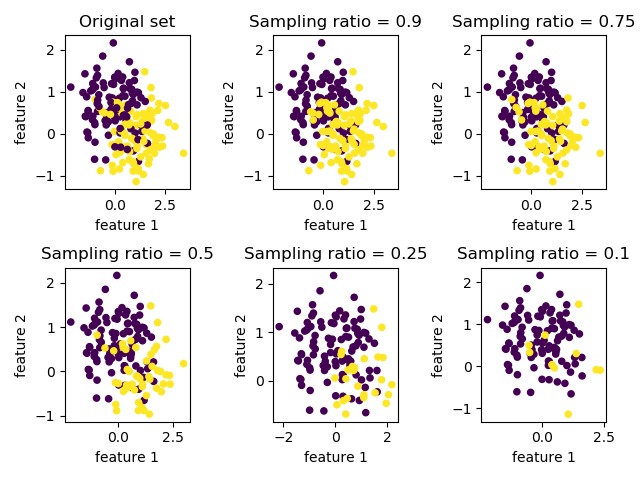 Original set
Sampling ratio = 0.9
Sampling ratio = 0.75
feature 2
2
1
0
−1
0.0
2.5
feature 1
feature 2
2
1
0
−1
0.0
2.5
feature 1
feature 2
2
1
0
−1
0.0
2.5
feature 1
Sampling ratio = 0.5
Sampling ratio = 0.25
Sampling ratio = 0.1
feature 2
2
1
0
−1
0.0
2.5
feature 1
feature 2
2
1
0
−2
0
2
feature 1
feature 2
2
1
0
−1
0.0
2.5
feature 1